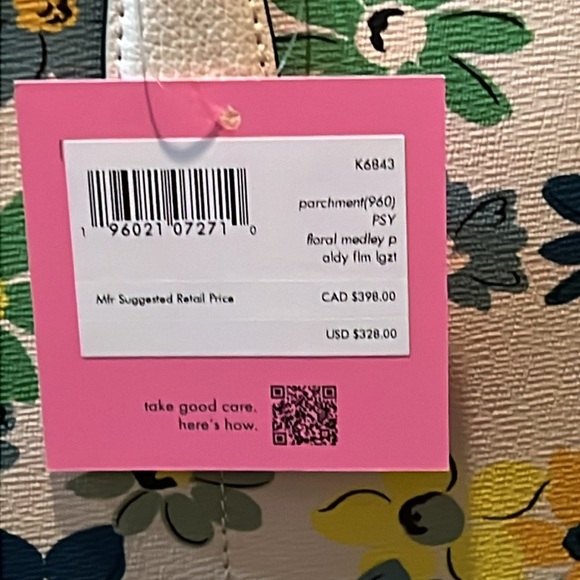 K6843
parchment(960)
PSY
floral medley p
aldy flm lgzt
1 96021 07271 0
Mfr Suggested Retail Price CAD $398.00
USD $328.00
take good care.
here's how.